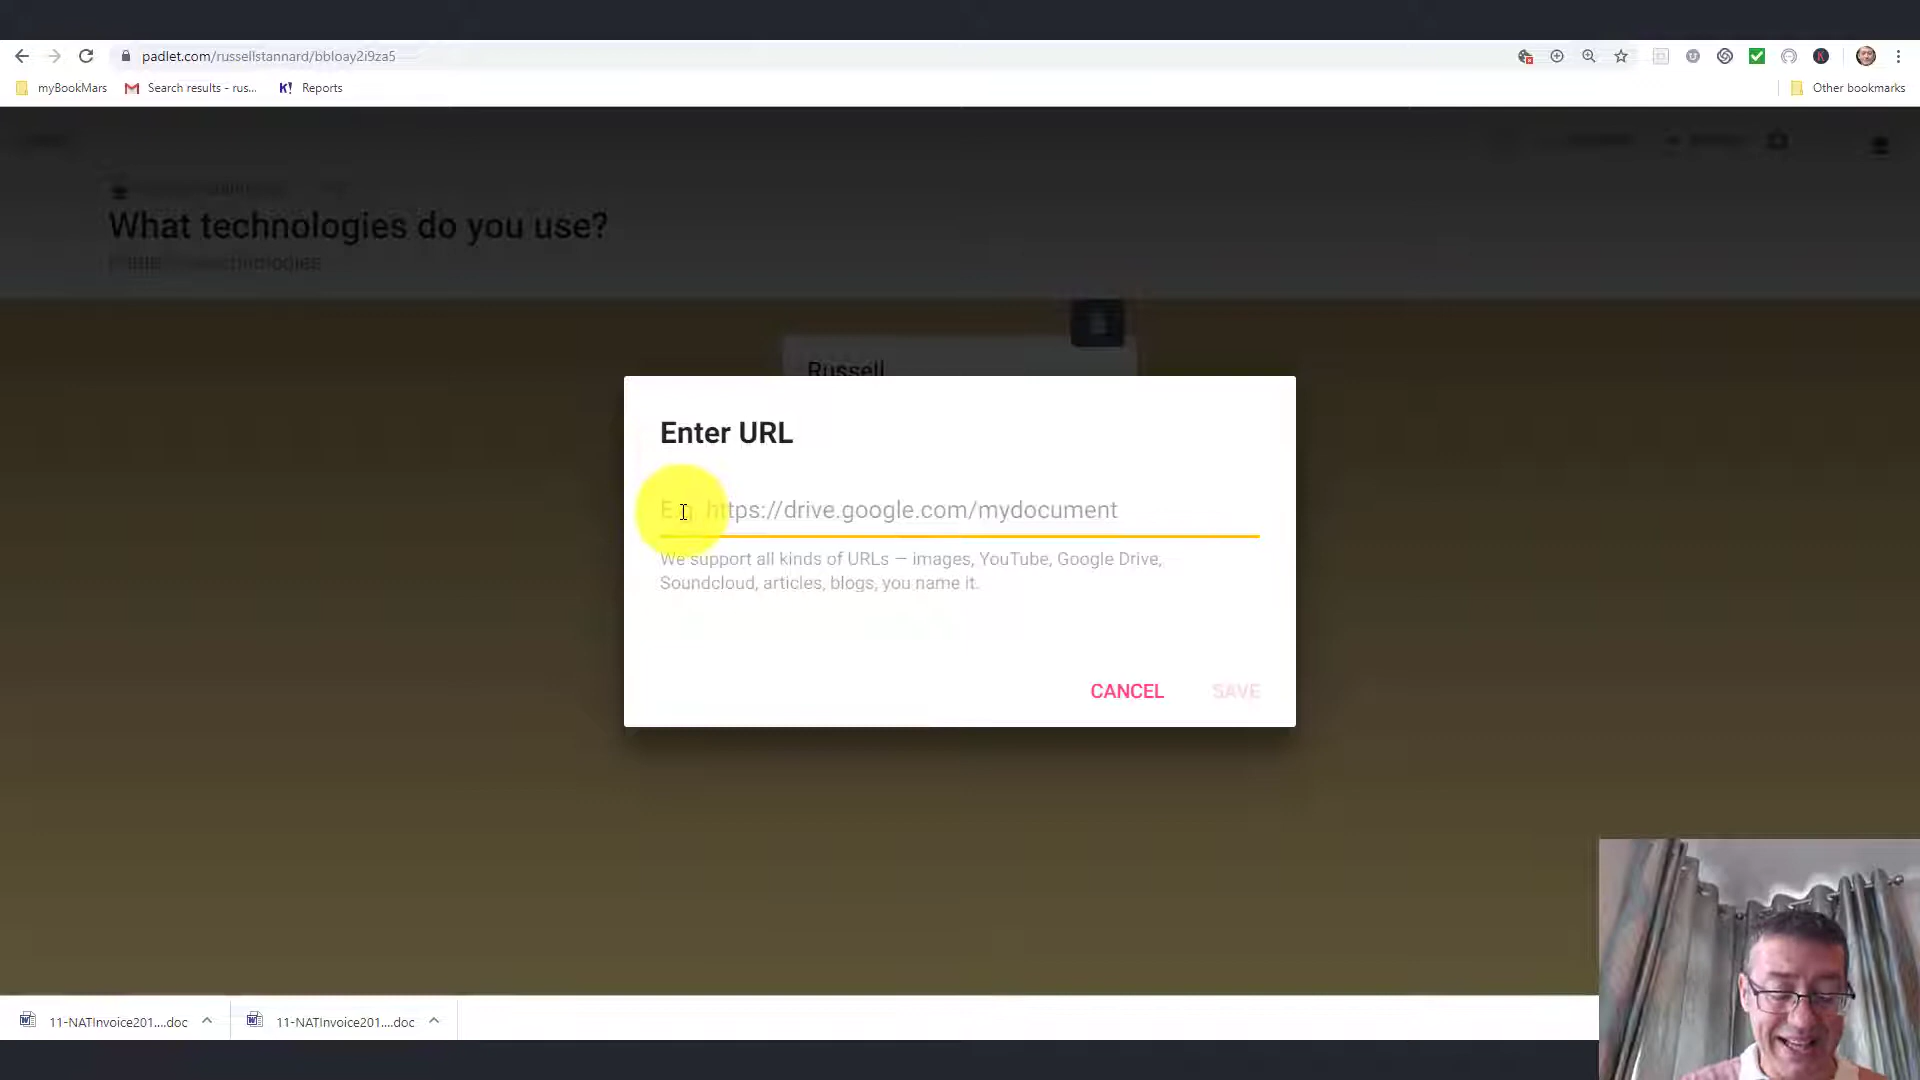 padlet.com/russellstannard/bbloay2i9za5
myBookMars
Search results - rus...
K! Reports
Other bookmarks
What technologies do you use?
Russell
Enter URL
E.g. https://drive.google.com/mydocument
We support all kinds of URLs — images, YouTube, Google Drive,
Soundcloud, articles, blogs, you name it.
CANCEL SAVE
11-NATInvoice201....doc
11-NATInvoice201....doc